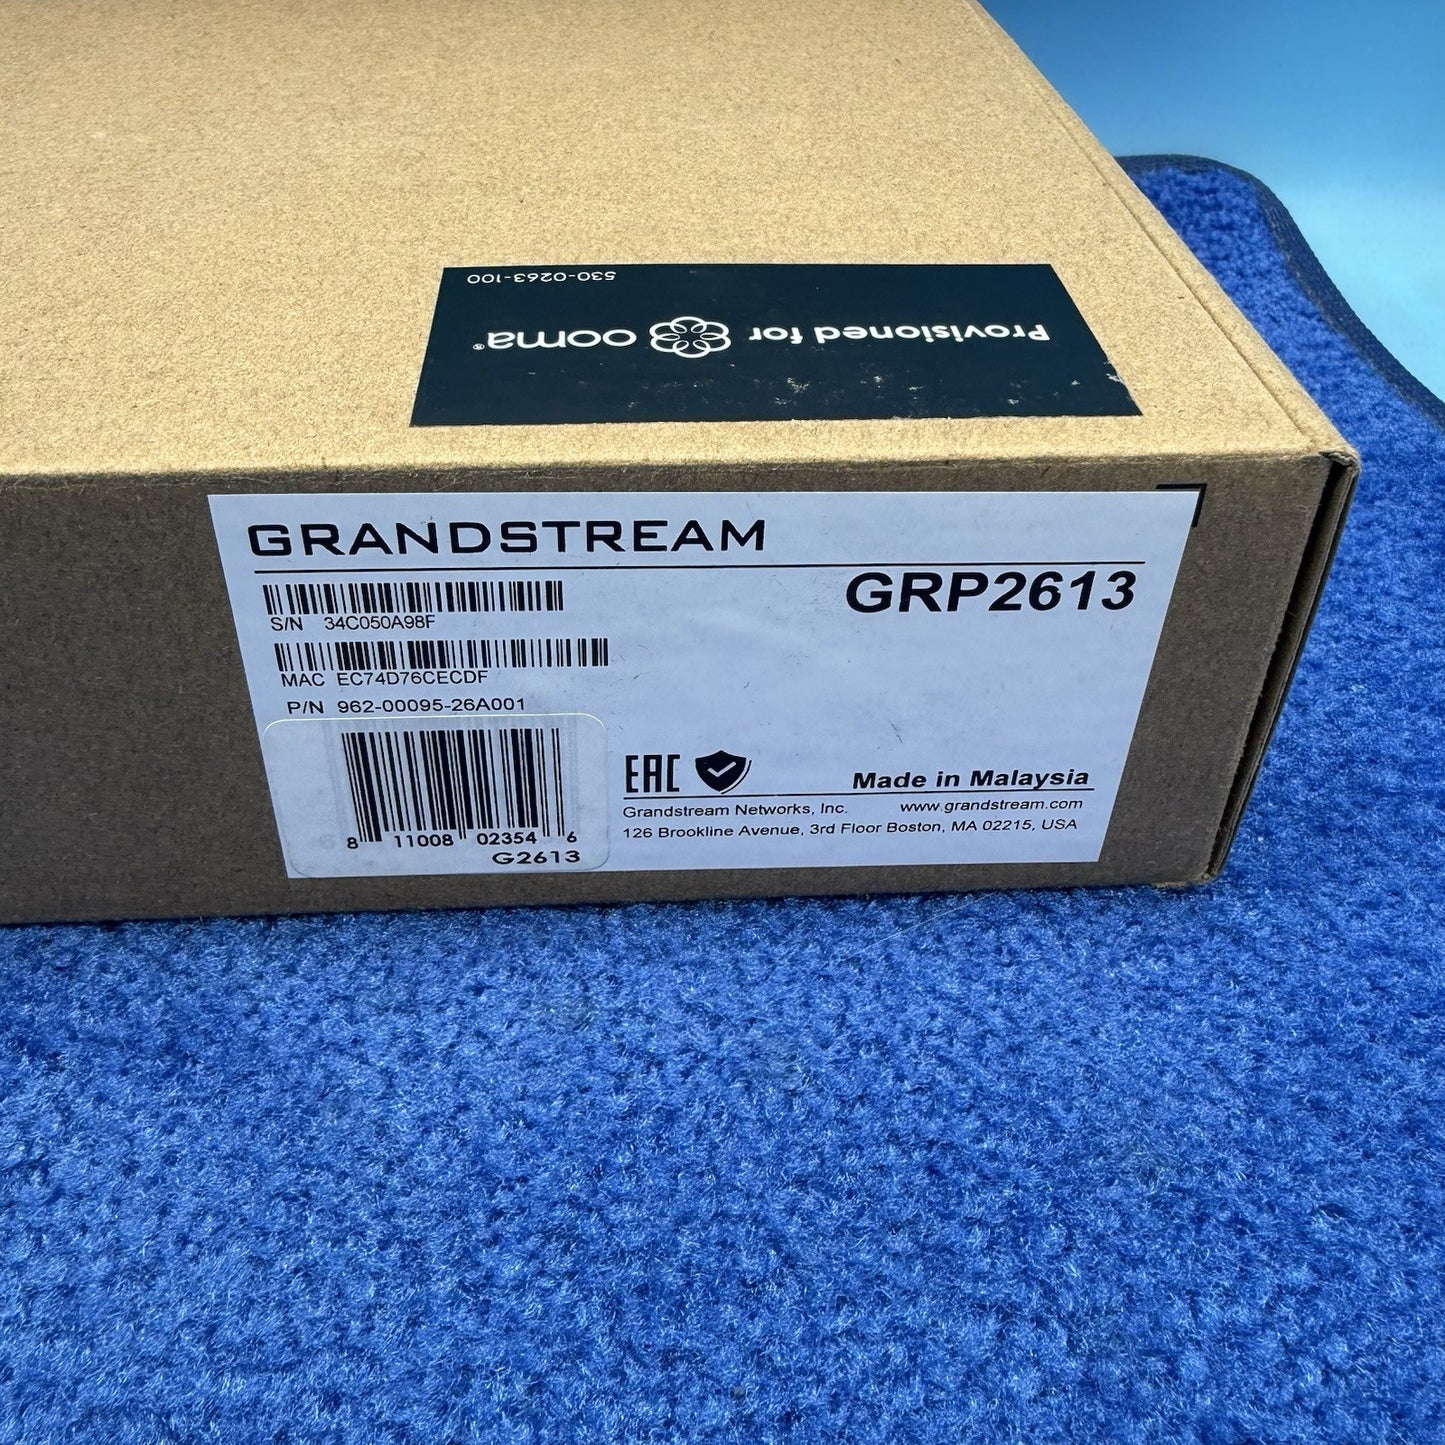 530-0263-100
Provisioned for ooma®
GRANDSTREAM
GRP2613
S/N 34C050A98F
MAC EC74D76CECDF
P/N 962-00095-26A001
8 11008 02354 6
G2613
EAC
Made in Malaysia
Grandstream Networks, Inc. www.grandstream.com
126 Brookline Avenue, 3rd Floor Boston, MA 02215, USA